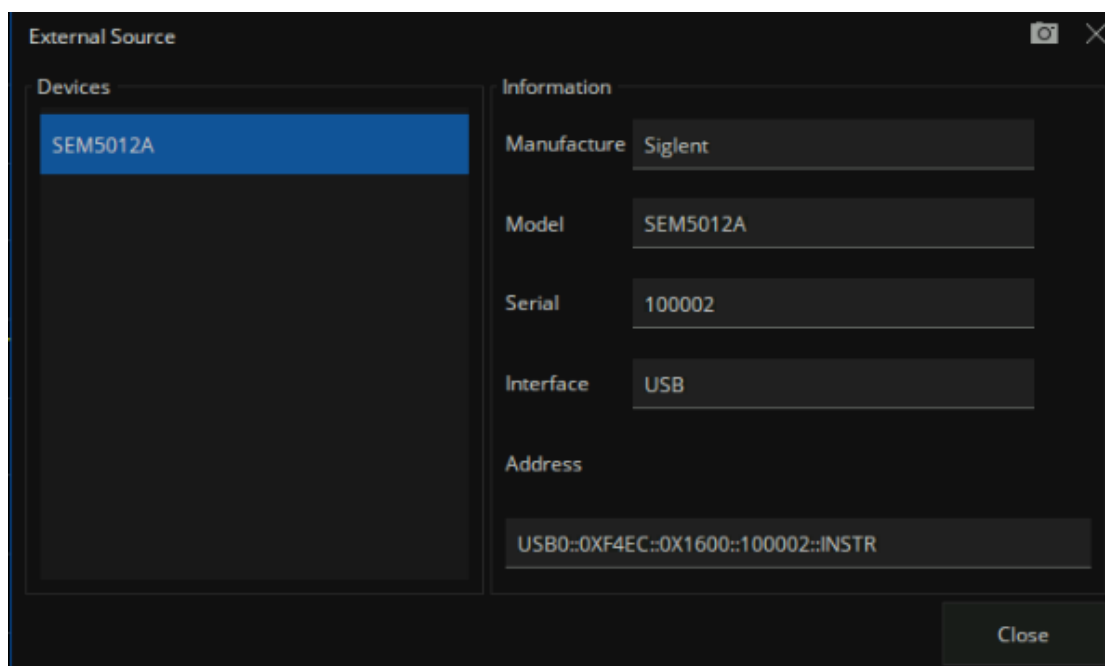 External Source
Devices
SEM5012A
Information
Manufacture Siglent
Model SEM5012A
Serial 100002
Interface USB
Address
USB0::0XF4EC::0X1600::100002::INSTR
Close